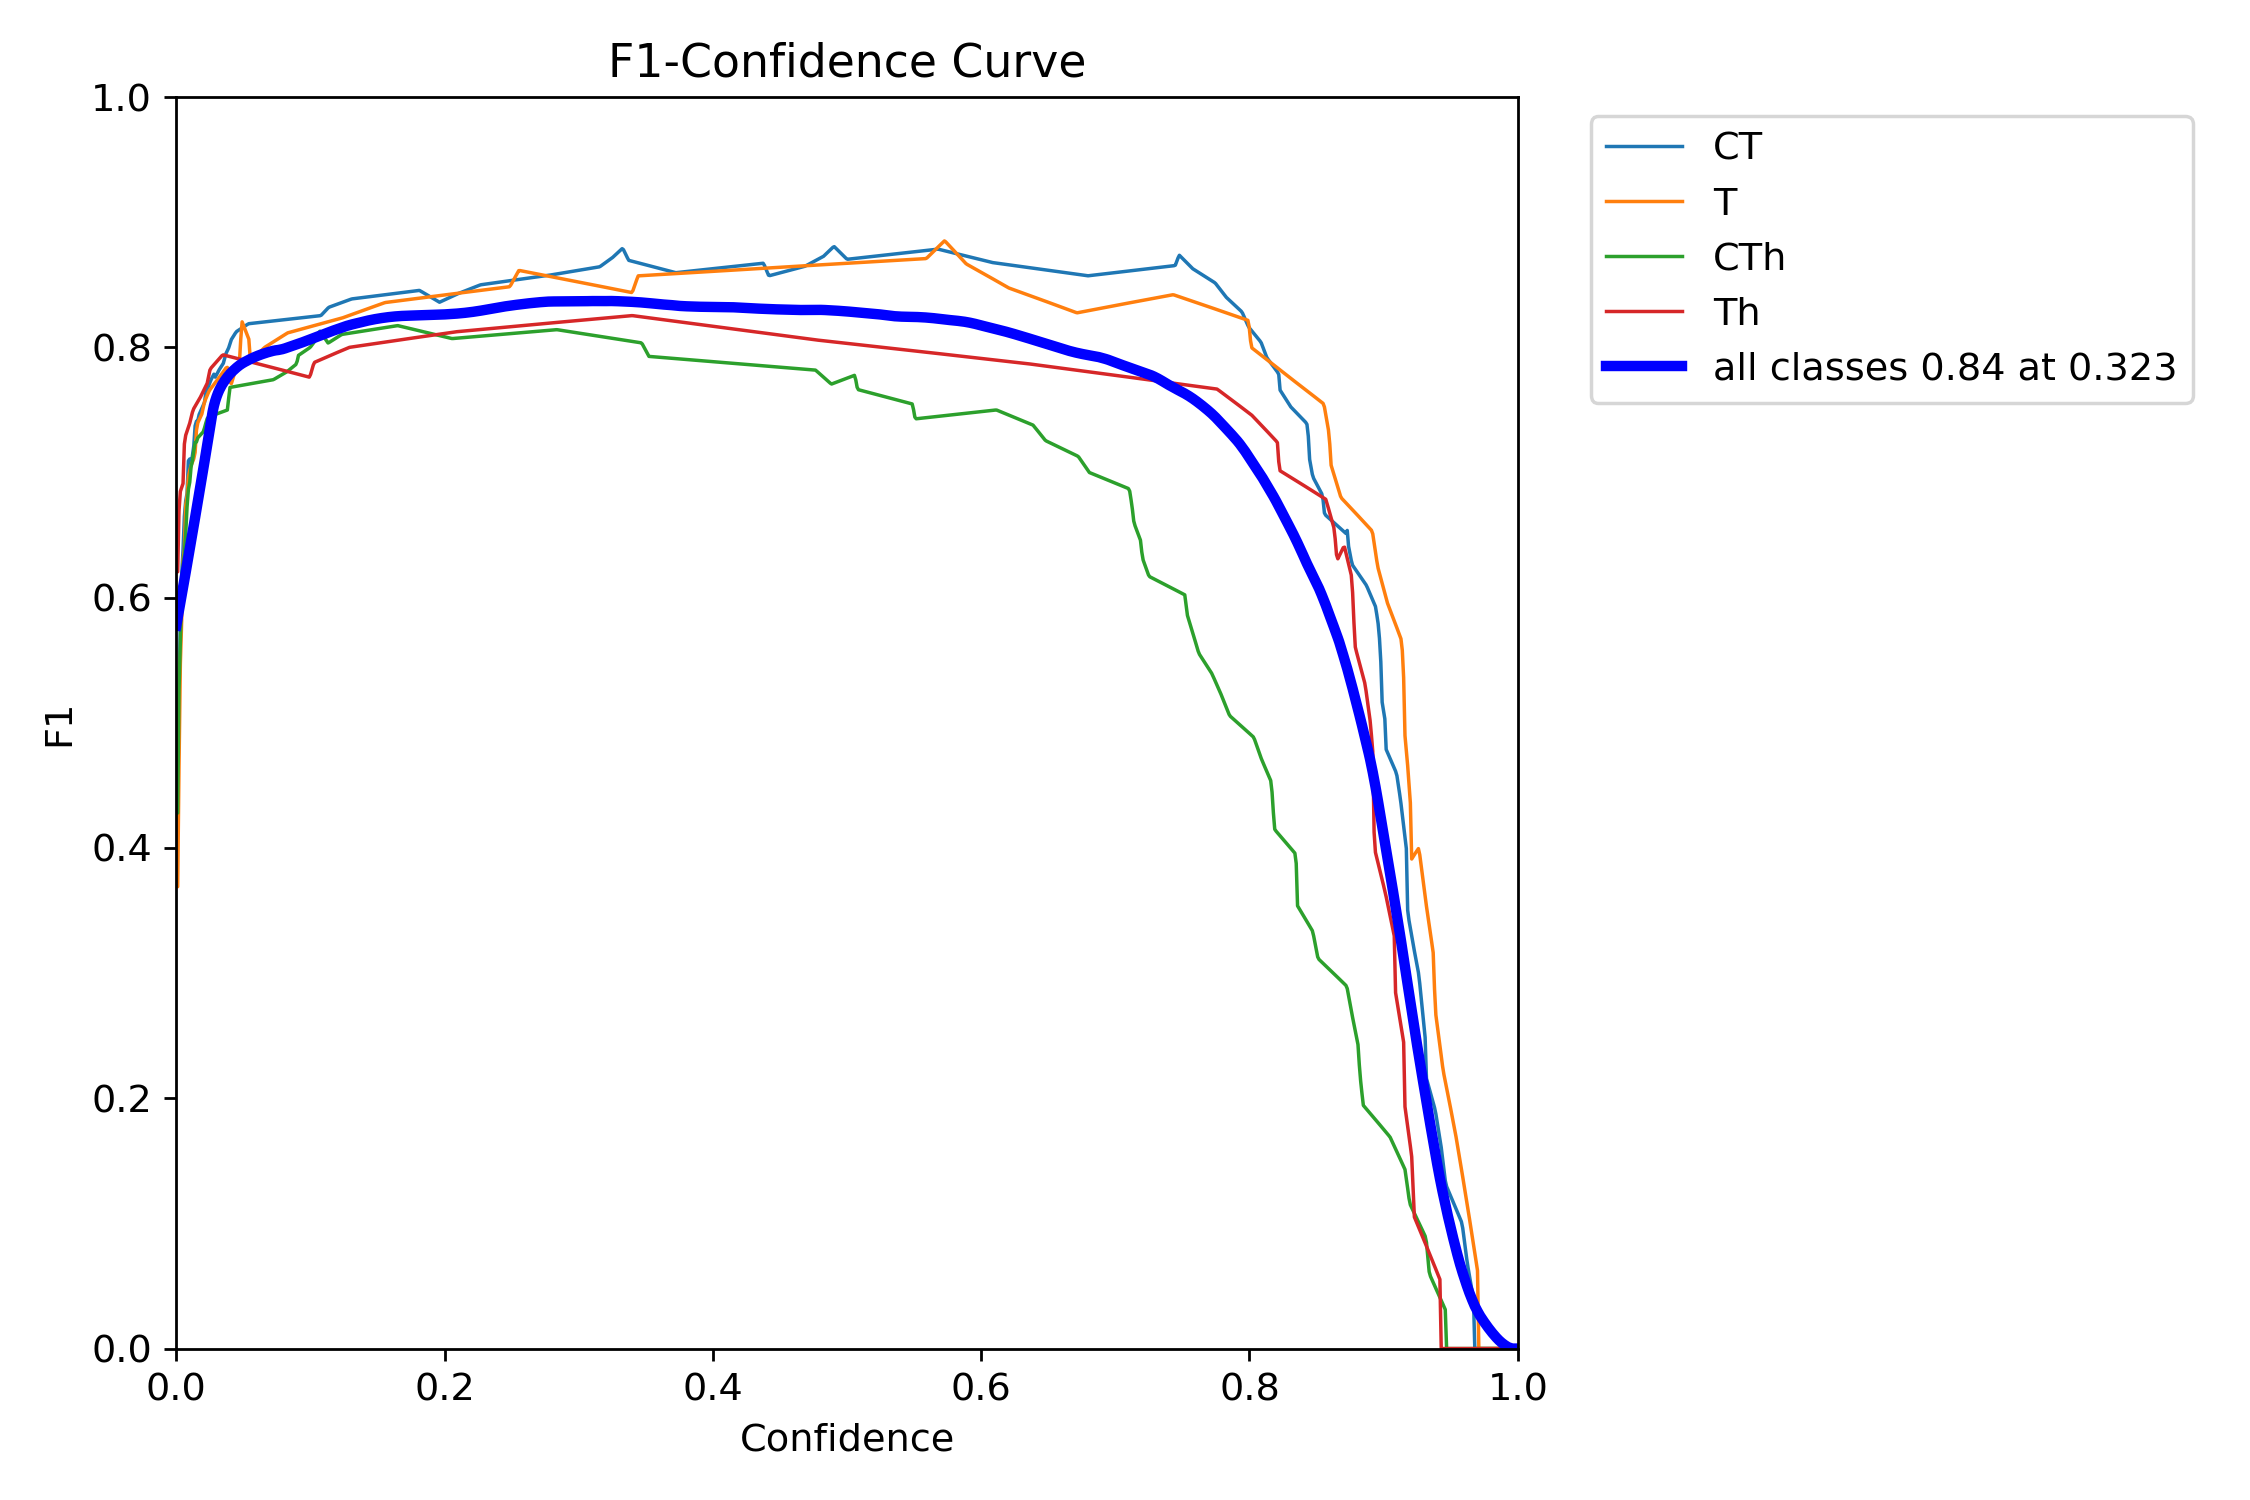 F1-Confidence Curve
1.0
0.8
0.6
0.4
0.2
0.0
F1
0.0 0.2 0.4 0.6 0.8 1.0
Confidence
CT
T
CTh
Th
all classes 0.84 at 0.323